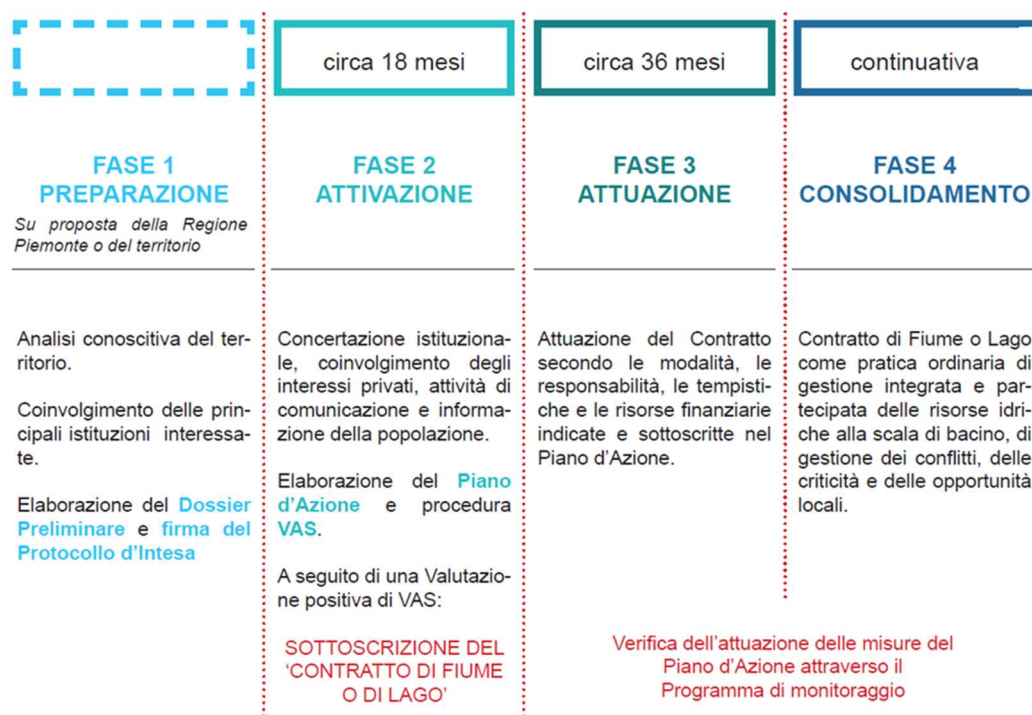 circa 18 mesi
circa 36 mesi
continuativa
FASE 1
PREPARAZIONE
Su proposta della Regione
Piemonte o del territorio
Analisi conoscitiva del ter-
ritorio.
Coinvolgimento delle prin-
cipali istituzioni interessa-
te.
Elaborazione del Dossier
Preliminare e firma del
Protocollo d'Intesa
FASE 2
ATTIVAZIONE
Concertazione istituziona-
le, coinvolgimento degli
interessi privati, attività di
comunicazione e informa-
zione della popolazione.
Elaborazione del Piano
d'Azione e procedura
VAS.
A seguito di una Valutazio-
ne positiva di VAS:
SOTTOSCRIZIONE DEL
'CONTRATTO DI FIUME
O DI LAGO'
FASE 3
ATTUAZIONE
Attuazione del Contratto
secondo le modalità, le
responsabilità, le tempisti-
che e le risorse finanziarie
indicate e sottoscritte nel
Piano d'Azione.
FASE 4
CONSOLIDAMENTO
Contratto di Fiume o Lago
come pratica ordinaria di
gestione integrata e par-
tecipata delle risorse idri-
che alla scala di bacino, di
gestione dei conflitti, delle
criticità e delle opportunità
locali.
Verifica dell'attuazione delle misure del
Piano d'Azione attraverso il
Programma di monitoraggio